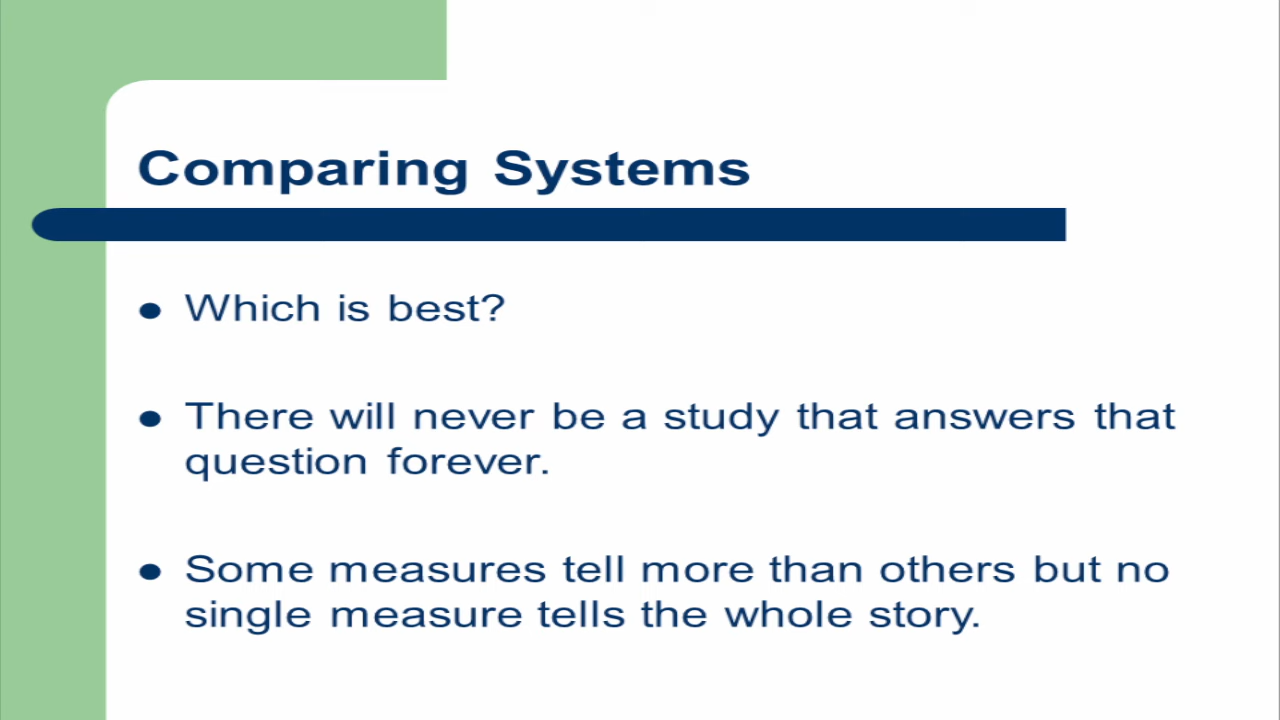 Comparing Systems
Which is best?
There will never be a study that answers that
question forever.
Some measures tell more than others but no
single measure tells the whole story.